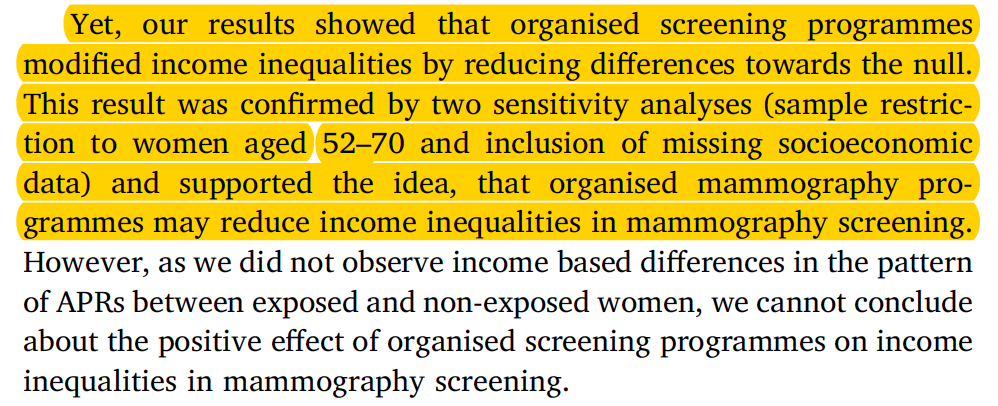 Yet, our results showed that organised screening programmes
modified income inequalities by reducing differences towards the null.
This result was confirmed by two sensitivity analyses (sample restric-
tion to women aged 52–70 and inclusion of missing socioeconomic
data) and supported the idea, that organised mammography pro-
grammes may reduce income inequalities in mammography screening.
However, as we did not observe income based differences in the pattern
of APRs between exposed and non-exposed women, we cannot conclude
about the positive effect of organised screening programmes on income
inequalities in mammography screening.